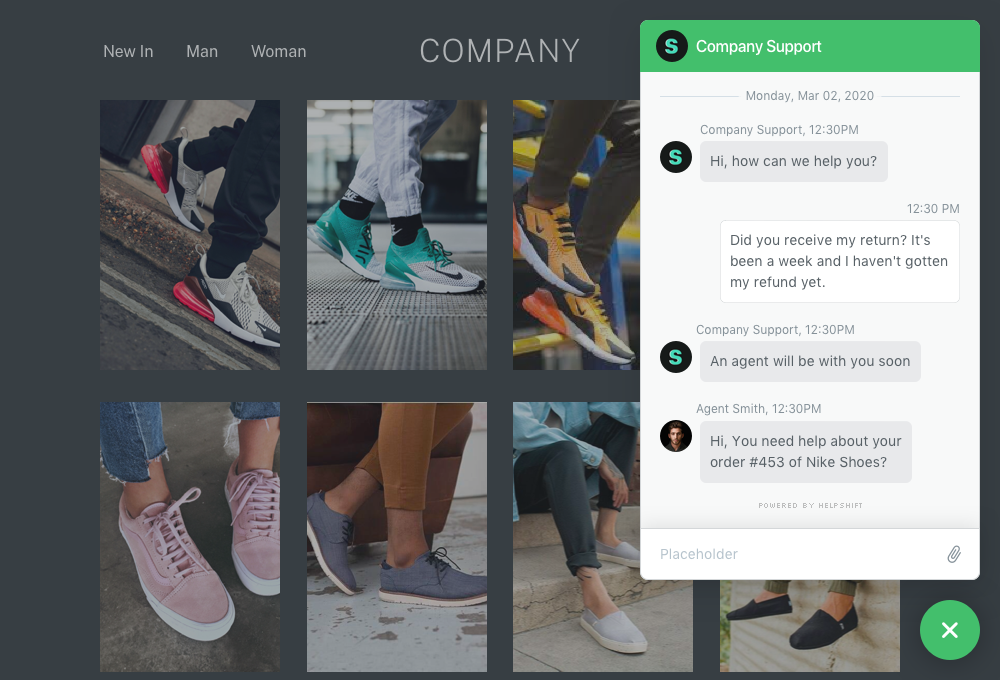 New In Man Woman
COMPANY
S Company Support
Monday, Mar 02, 2020
Company Support, 12:30PM
S
Hi, how can we help you?
12:30 PM
Did you receive my return? It's
been a week and I haven't gotten
my refund yet.
Company Support, 12:30PM
S
An agent will be with you soon
Agent Smith, 12:30PM
Hi, You need help about your
order #453 of Nike Shoes?
POWERED BY HELPSHIFT
Placeholder